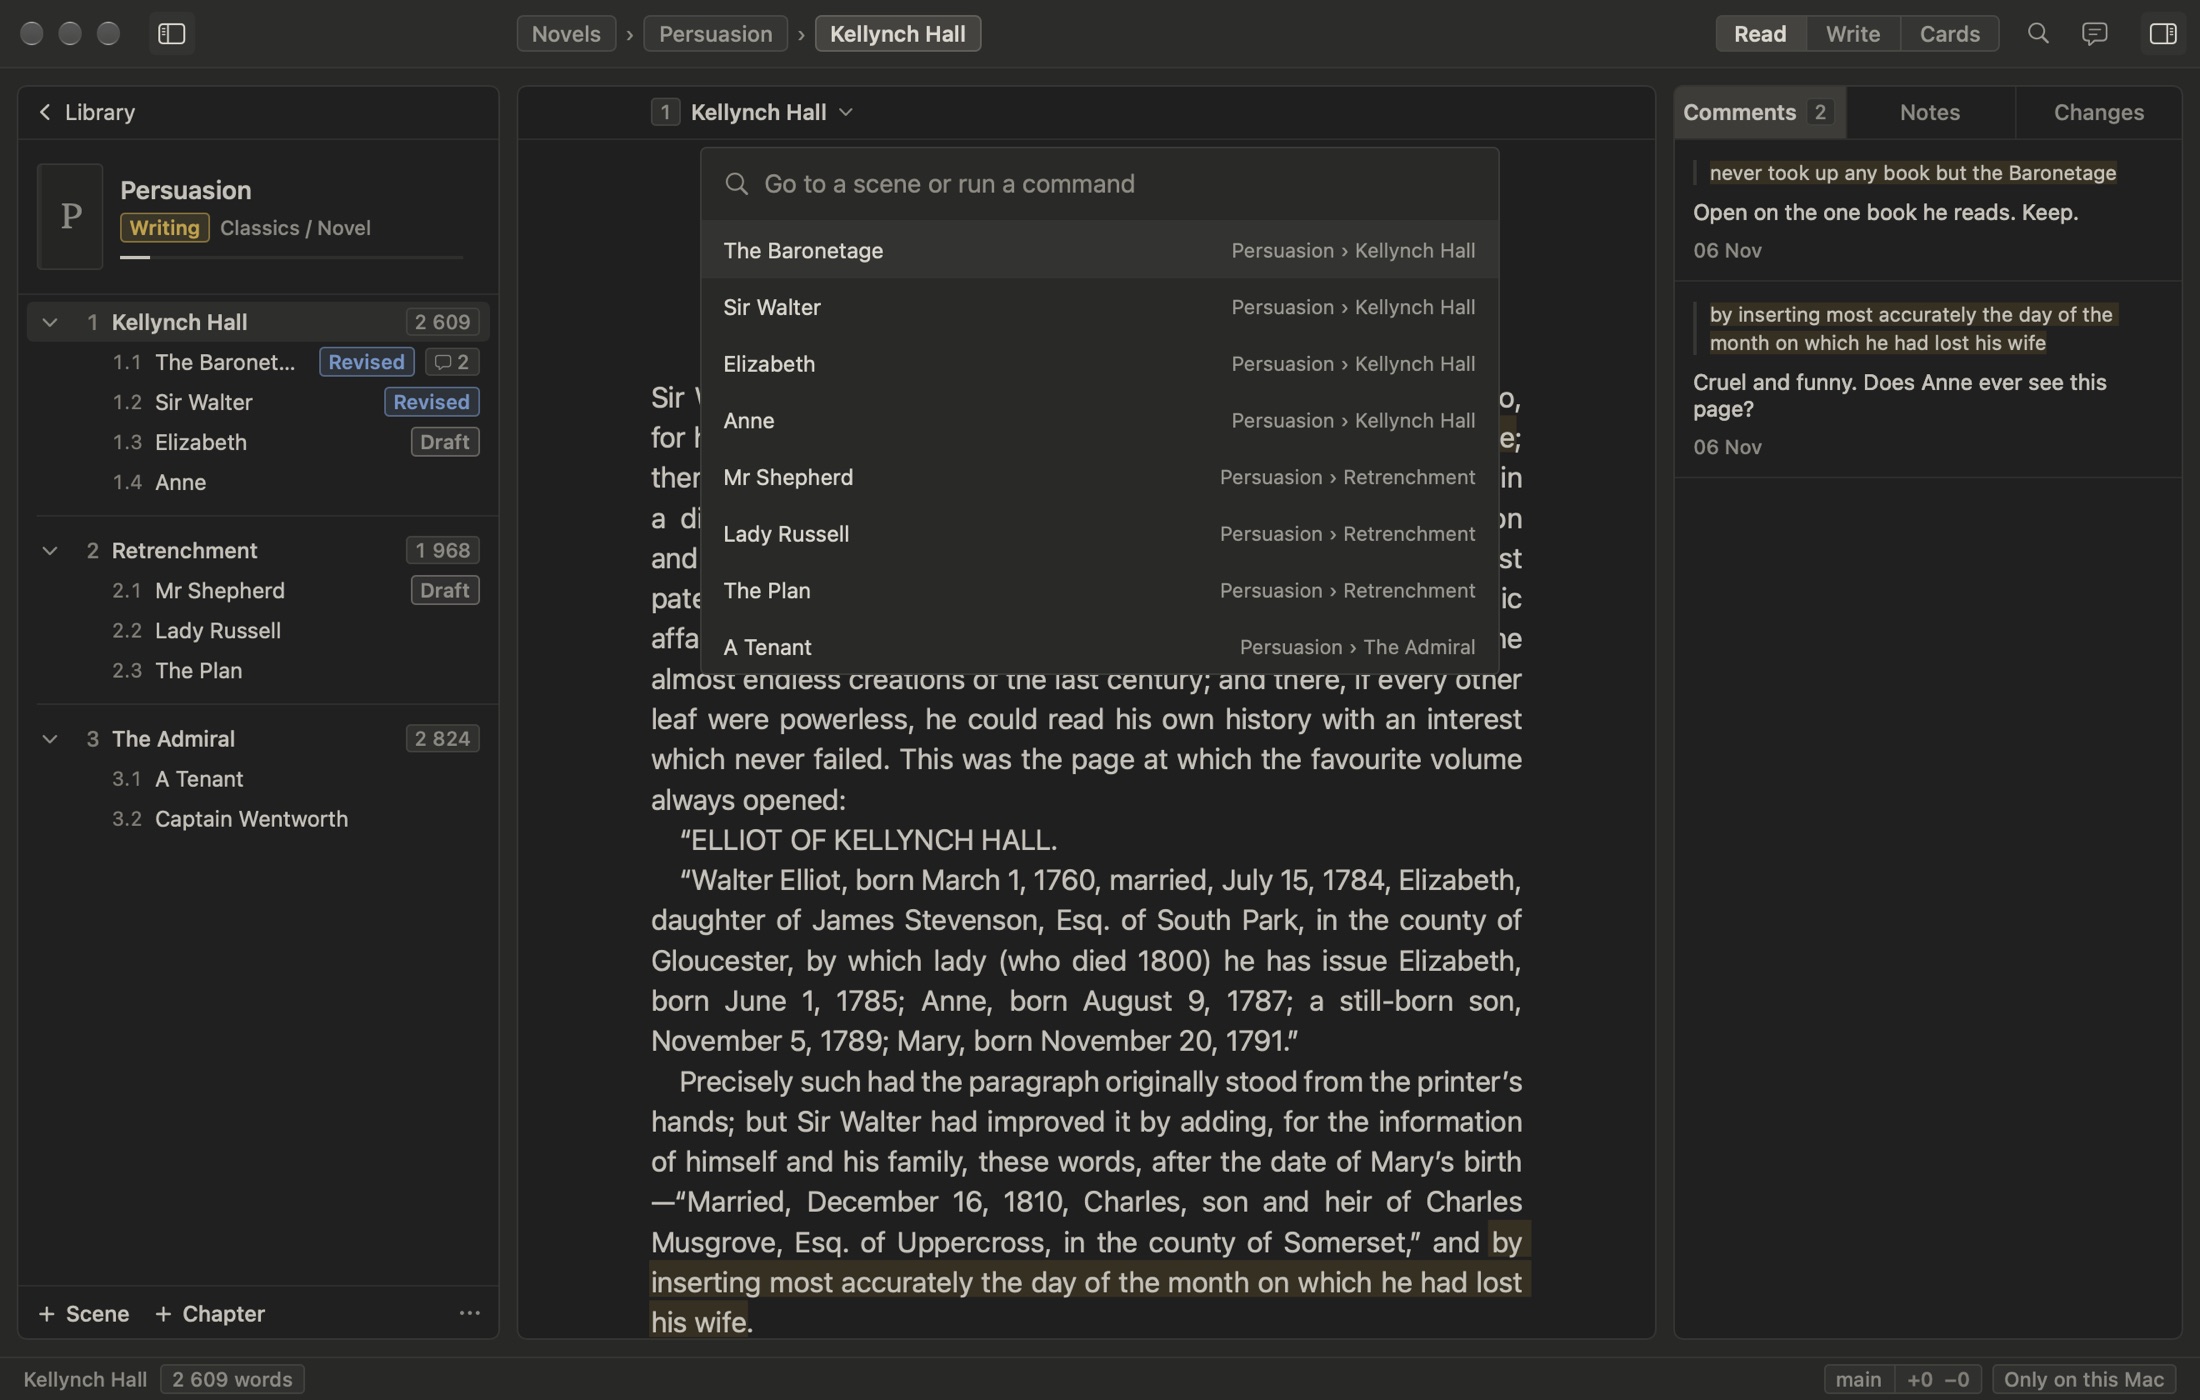 Novels › Persuasion › Kellynch Hall
Read Write Cards
Library
P
Persuasion
Writing Classics / Novel
1 Kellynch Hall 2 609
1.1 The Baronet... Revised 2
1.2 Sir Walter Revised
1.3 Elizabeth Draft
1.4 Anne
2 Retrenchment 1 968
2.1 Mr Shepherd Draft
2.2 Lady Russell
2.3 The Plan
3 The Admiral 2 824
3.1 A Tenant
3.2 Captain Wentworth
+ Scene + Chapter ...
1 Kellynch Hall
Go to a scene or run a command
The Baronetage Persuasion › Kellynch Hall
Sir Walter Persuasion › Kellynch Hall
Elizabeth Persuasion › Kellynch Hall
Anne Persuasion › Kellynch Hall
Mr Shepherd Persuasion › Retrenchment
Lady Russell Persuasion › Retrenchment
The Plan Persuasion › Retrenchment
A Tenant Persuasion › The Admiral
Sir
for
a
and
almost endless creations of the last century; and there, if every other
leaf were powerless, he could read his own history with an interest
which never failed. This was the page at which the favourite volume
always opened:
“ELLIOT OF KELLYNCH HALL.
“Walter Elliot, born March 1, 1760, married, July 15, 1784, Elizabeth,
daughter of James Stevenson, Esq. of South Park, in the county of
Gloucester, by which lady (who died 1800) he has issue Elizabeth,
born June 1, 1785; Anne, born August 9, 1787; a still-born son,
November 5, 1789; Mary, born November 20, 1791.”
Precisely such had the paragraph originally stood from the printer’s
hands; but Sir Walter had improved it by adding, for the information
of himself and his family, these words, after the date of Mary’s birth
—“Married, December 16, 1810, Charles, son and heir of Charles
Musgrove, Esq. of Uppercross, in the county of Somerset,” and by
inserting most accurately the day of the month on which he had lost
his wife.
Comments 2 Notes Changes
never took up any book but the Baronetage
Open on the one book he reads. Keep.
06 Nov
by inserting most accurately the day of the
month on which he had lost his wife
Cruel and funny. Does Anne ever see this
page?
06 Nov
Kellynch Hall 2 609 words
main +0 −0 Only on this Mac